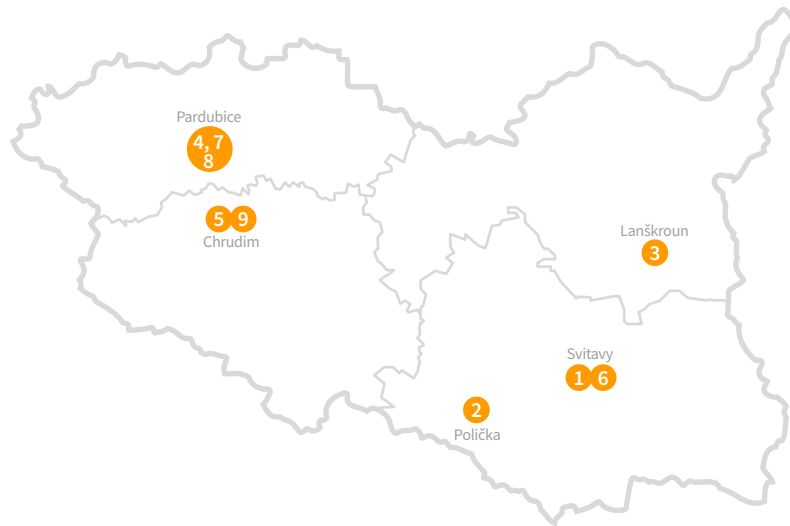 Pardubice
4, 7
8
5 9
Chrudim
Lanškroun
3
Svitavy
1 6
2
Polička